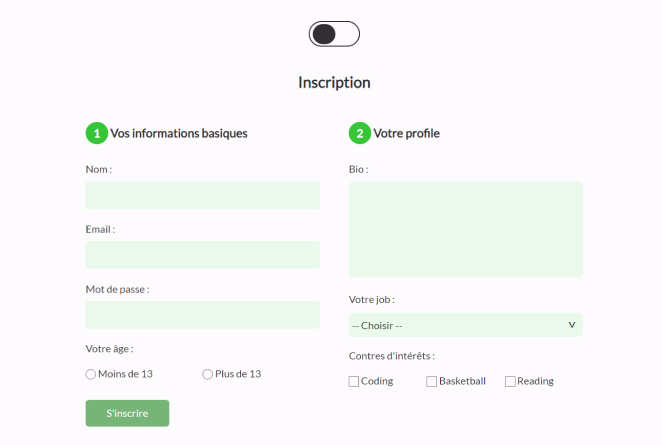 Inscription
1 Vos informations basiques
Nom :
Email :
Mot de passe :
Votre âge :
Moins de 13 Plus de 13
S'inscrire
2 Votre profile
Bio :
Votre job :
-- Choisir --
Contres d'intérêts :
Coding Basketball Reading